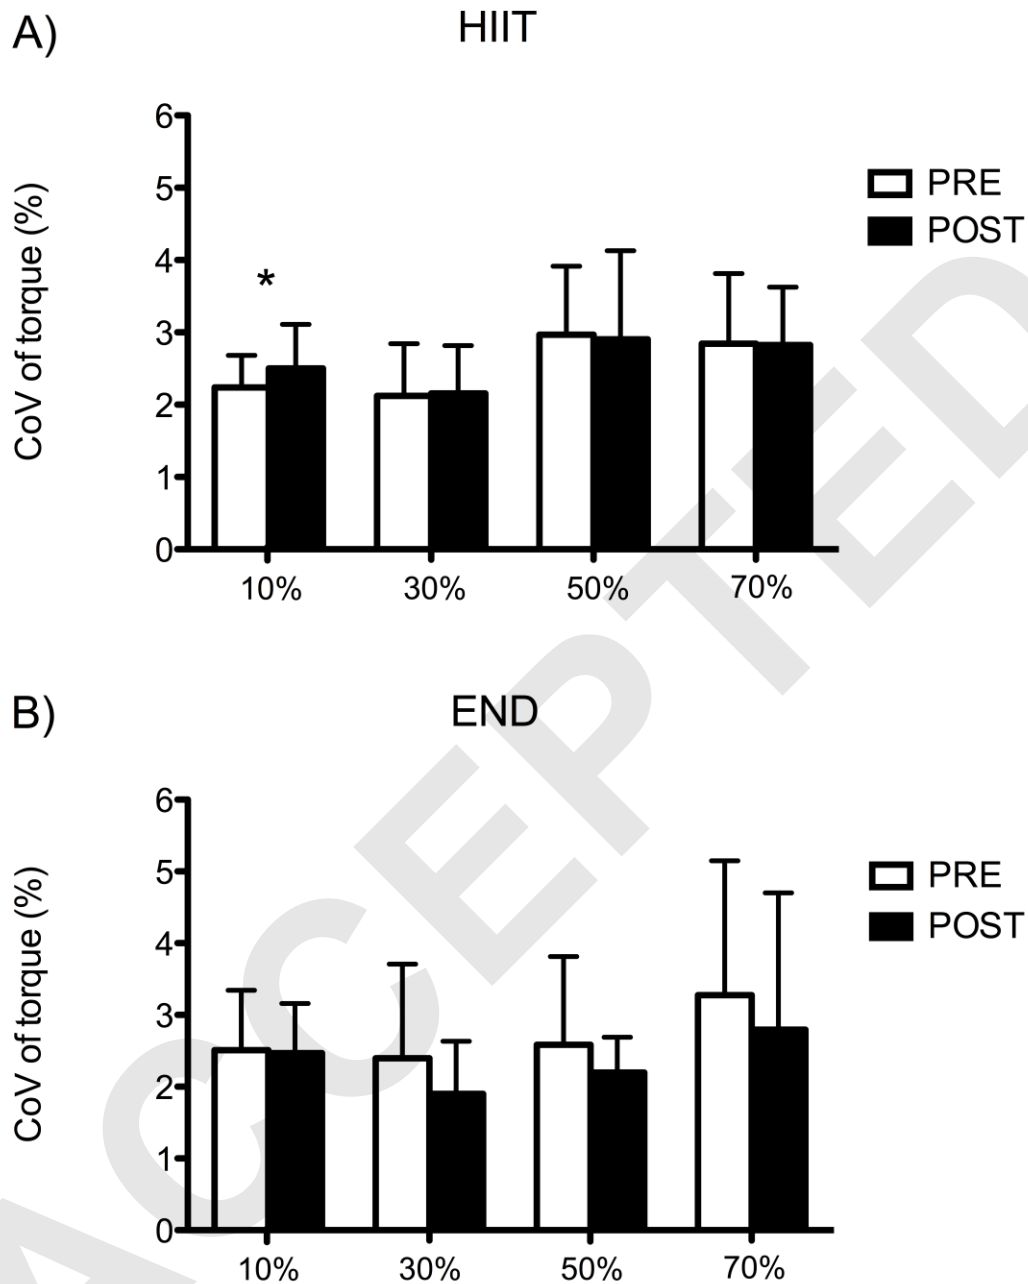 A)
HIIT
6
5
4
3
2
1
0
CoV of torque (%)
*
PRE
POST
10% 30% 50% 70%
B)
END
6
5
4
3
2
1
0
CoV of torque (%)
PRE
POST
10% 30% 50% 70%
ACCEPTED